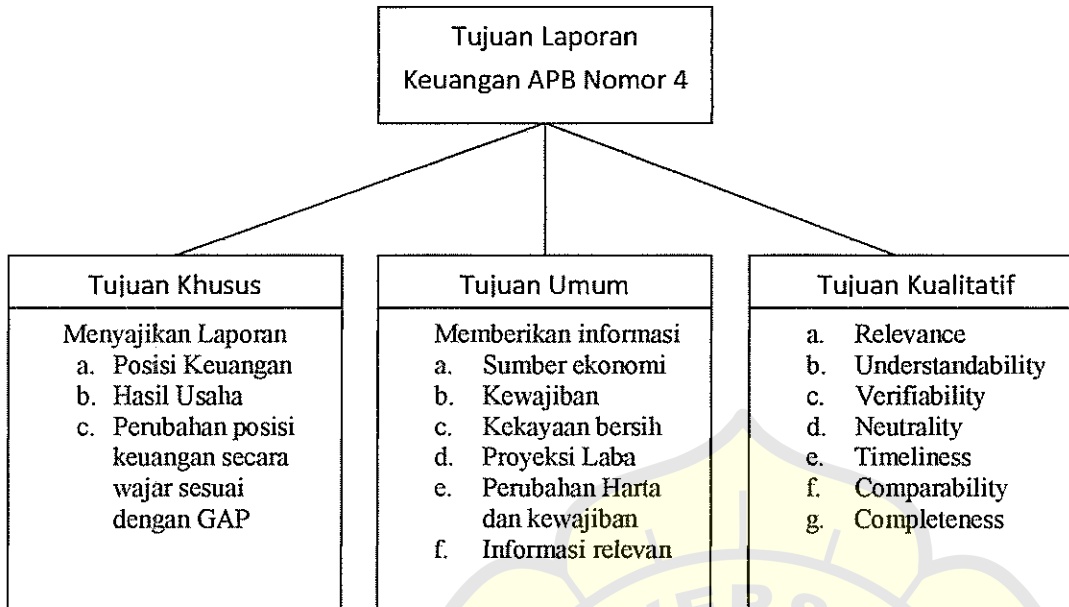 Tujuan Laporan
Keuangan APB Nomor 4
Tujuan Khusus
Menyajikan Laporan
a. Posisi Keuangan
b. Hasil Usaha
c. Perubahan posisi
keuangan secara
wajar sesuai
dengan GAP
Tujuan Umum
Memberikan informasi
a. Sumber ekonomi
b. Kewajiban
c. Kekayaan bersih
d. Proyeksi Laba
e. Perubahan Harta
dan kewajiban
f. Informasi relevan
Tujuan Kualitatif
a. Relevance
b. Understandability
c. Verifiability
d. Neutrality
e. Timeliness
f. Comparability
g. Completeness